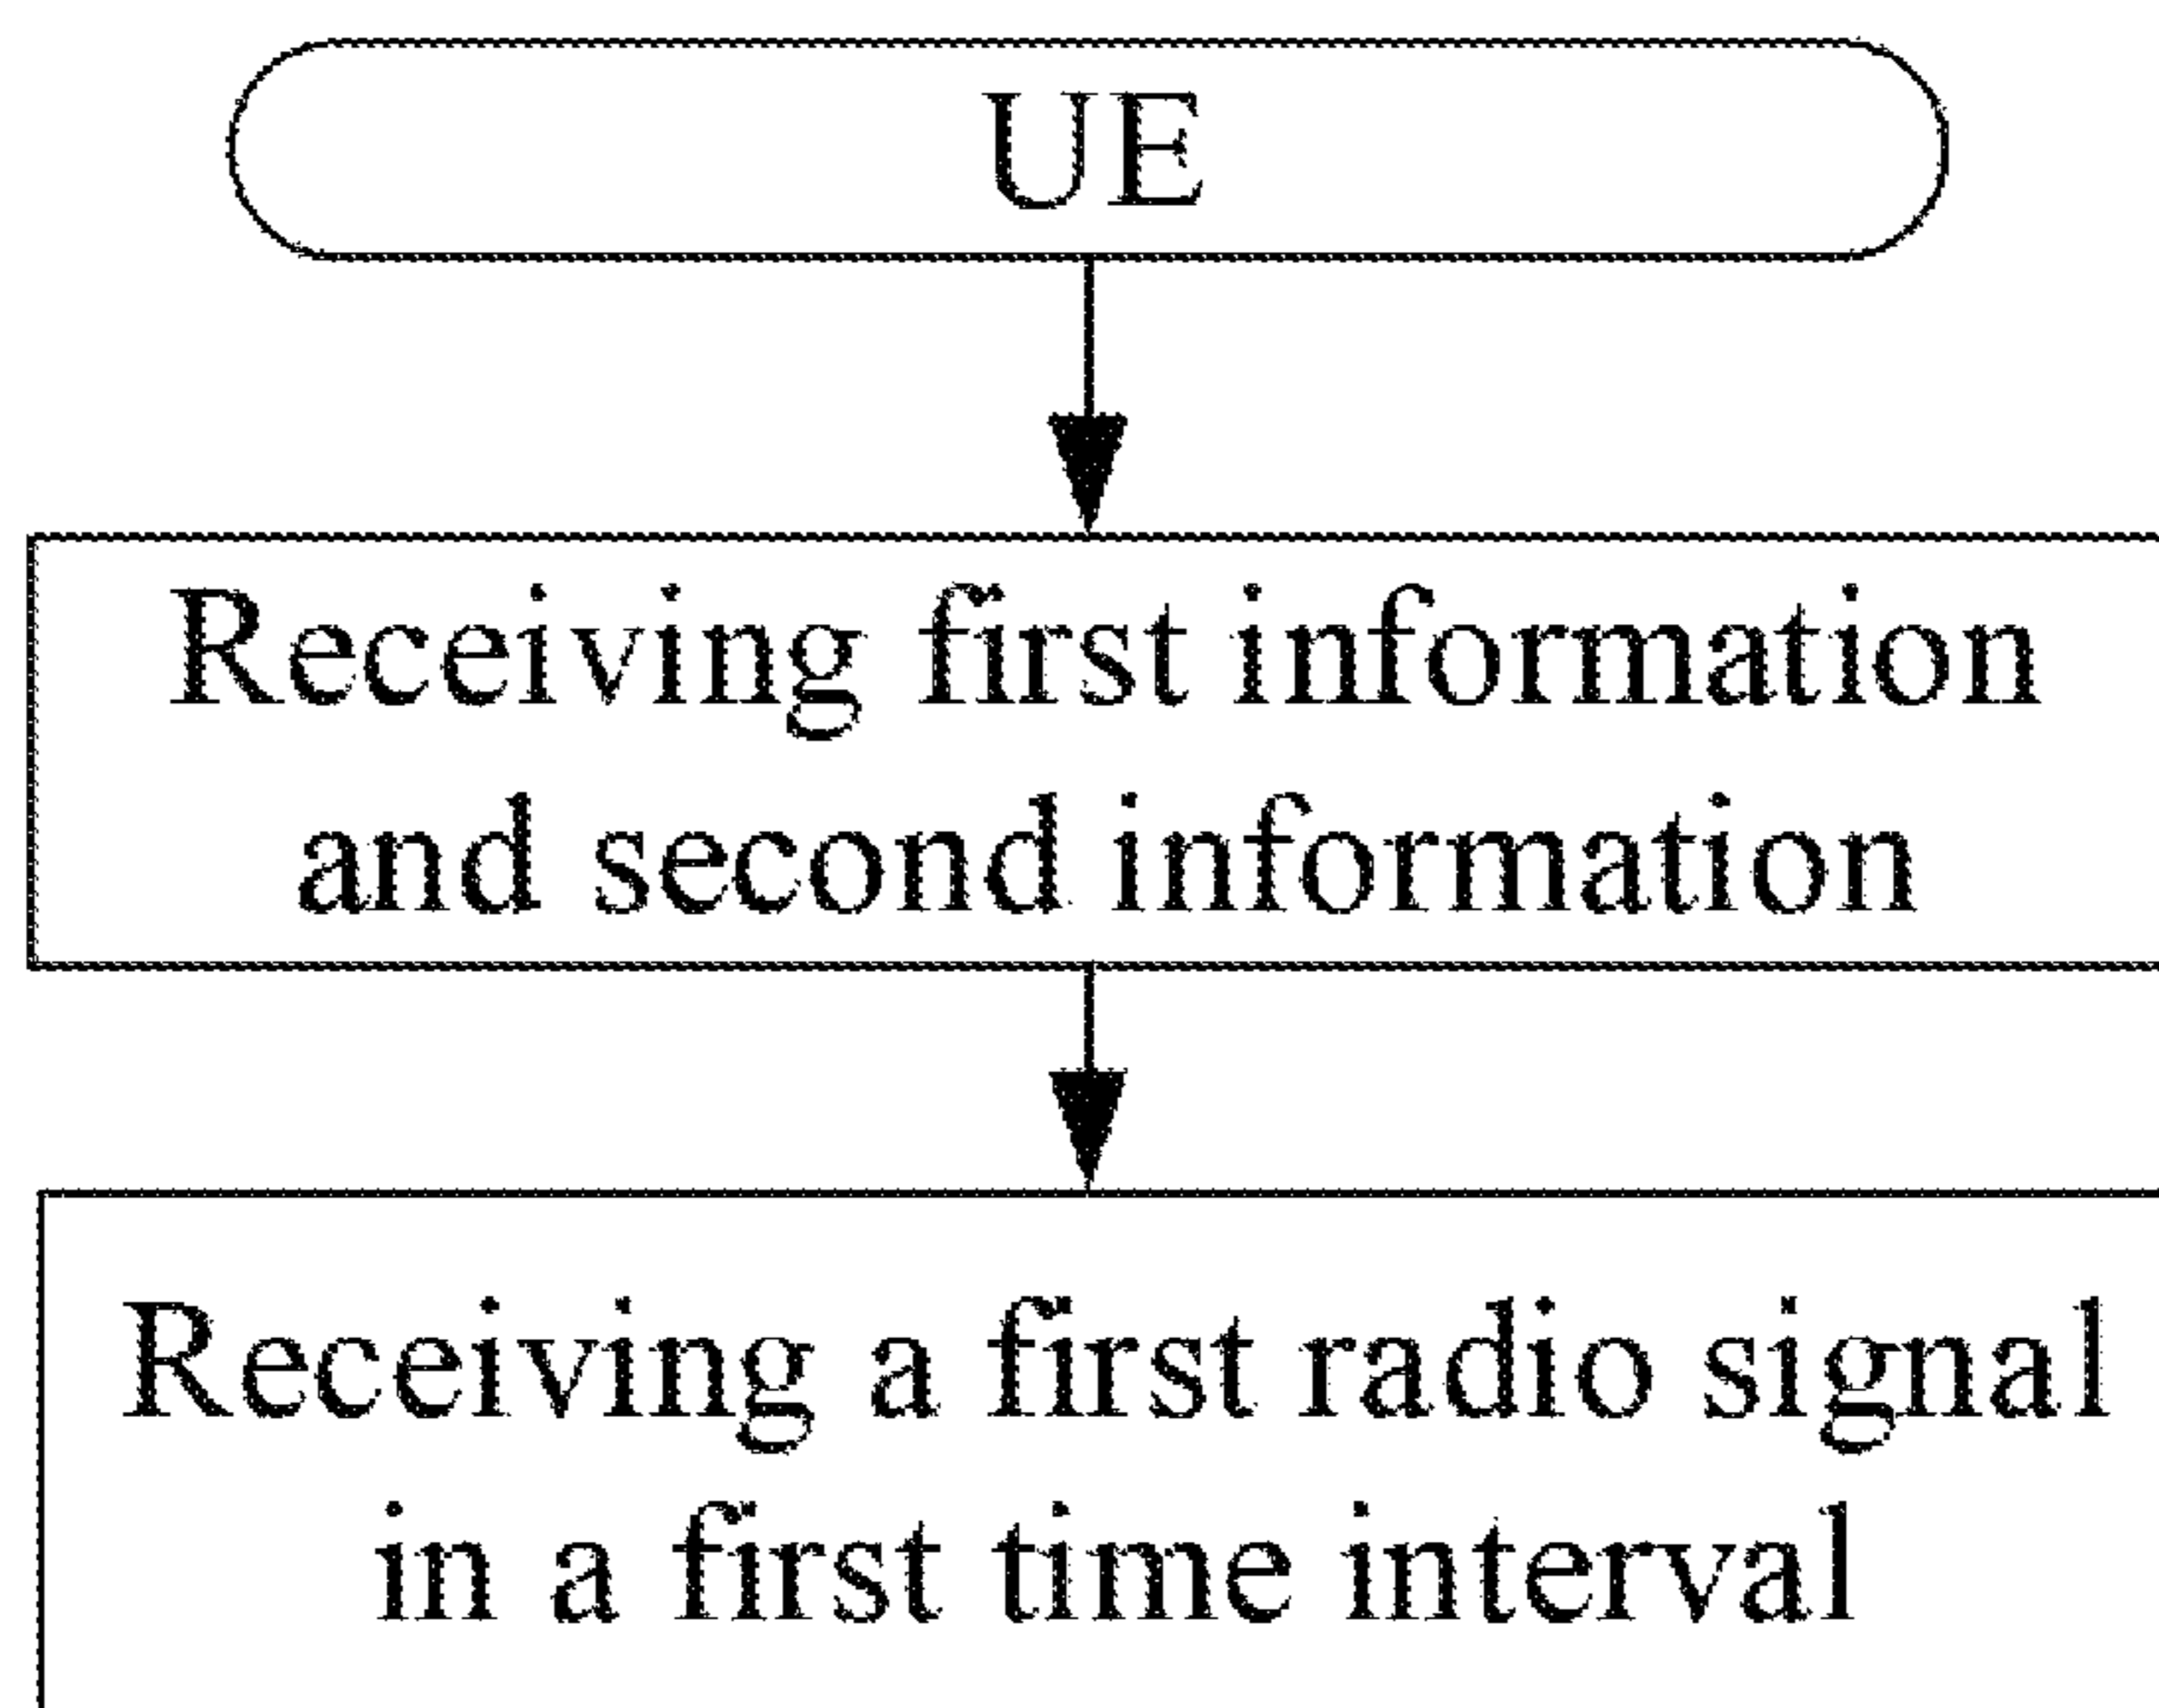 UE
Receiving first information
and second information
Receiving a first radio signal
in a first time interval